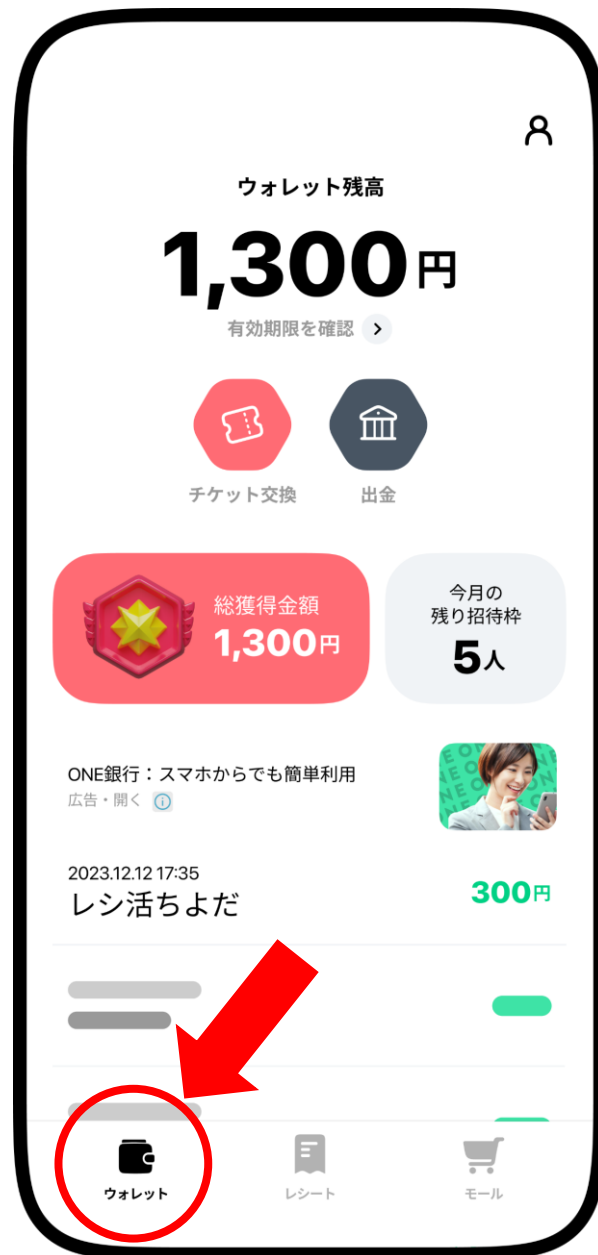 ウォレット残高
1,300円
有効期限を確認
チケット交換
出金
総獲得金額
1,300円
今月の
残り招待枠
5人
ONE銀行：スマホからでも簡単利用
広告・開く
2023.12.12 17:35
レシ活ちよだ
300円
ウォレット
レシート
モール